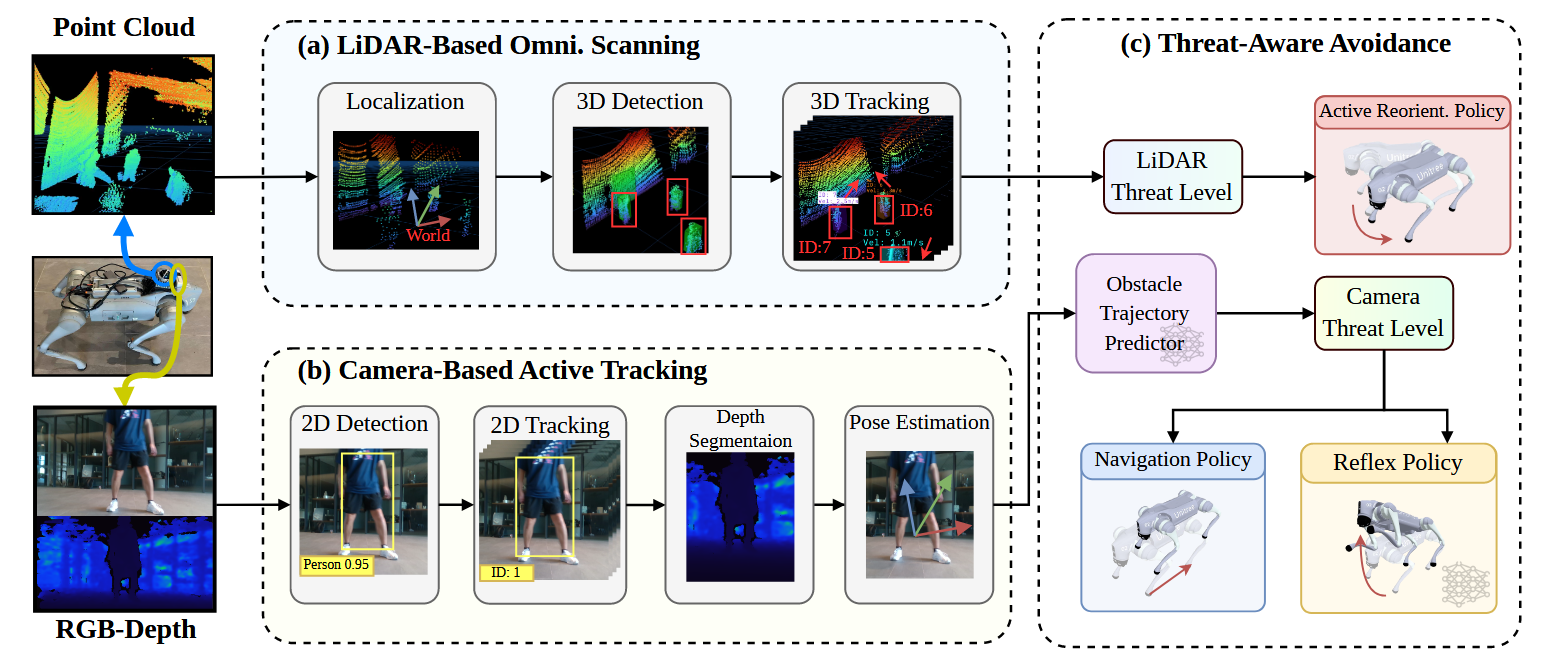 Point Cloud
(a) LiDAR-Based Omni. Scanning
Localization
World
3D Detection
3D Tracking
ID:6
ID: 5
Vel: 1.1m/s
ID:7
ID:5
(c) Threat-Aware Avoidance
LiDAR
Threat Level
Active Reorient. Policy
Unitree
Obstacle
Trajectory
Predictor
Camera
Threat Level
Navigation Policy
Reflex Policy
(b) Camera-Based Active Tracking
2D Detection
Person 0.95
2D Tracking
ID: 1
Depth
Segmentaion
Pose Estimation
RGB-Depth